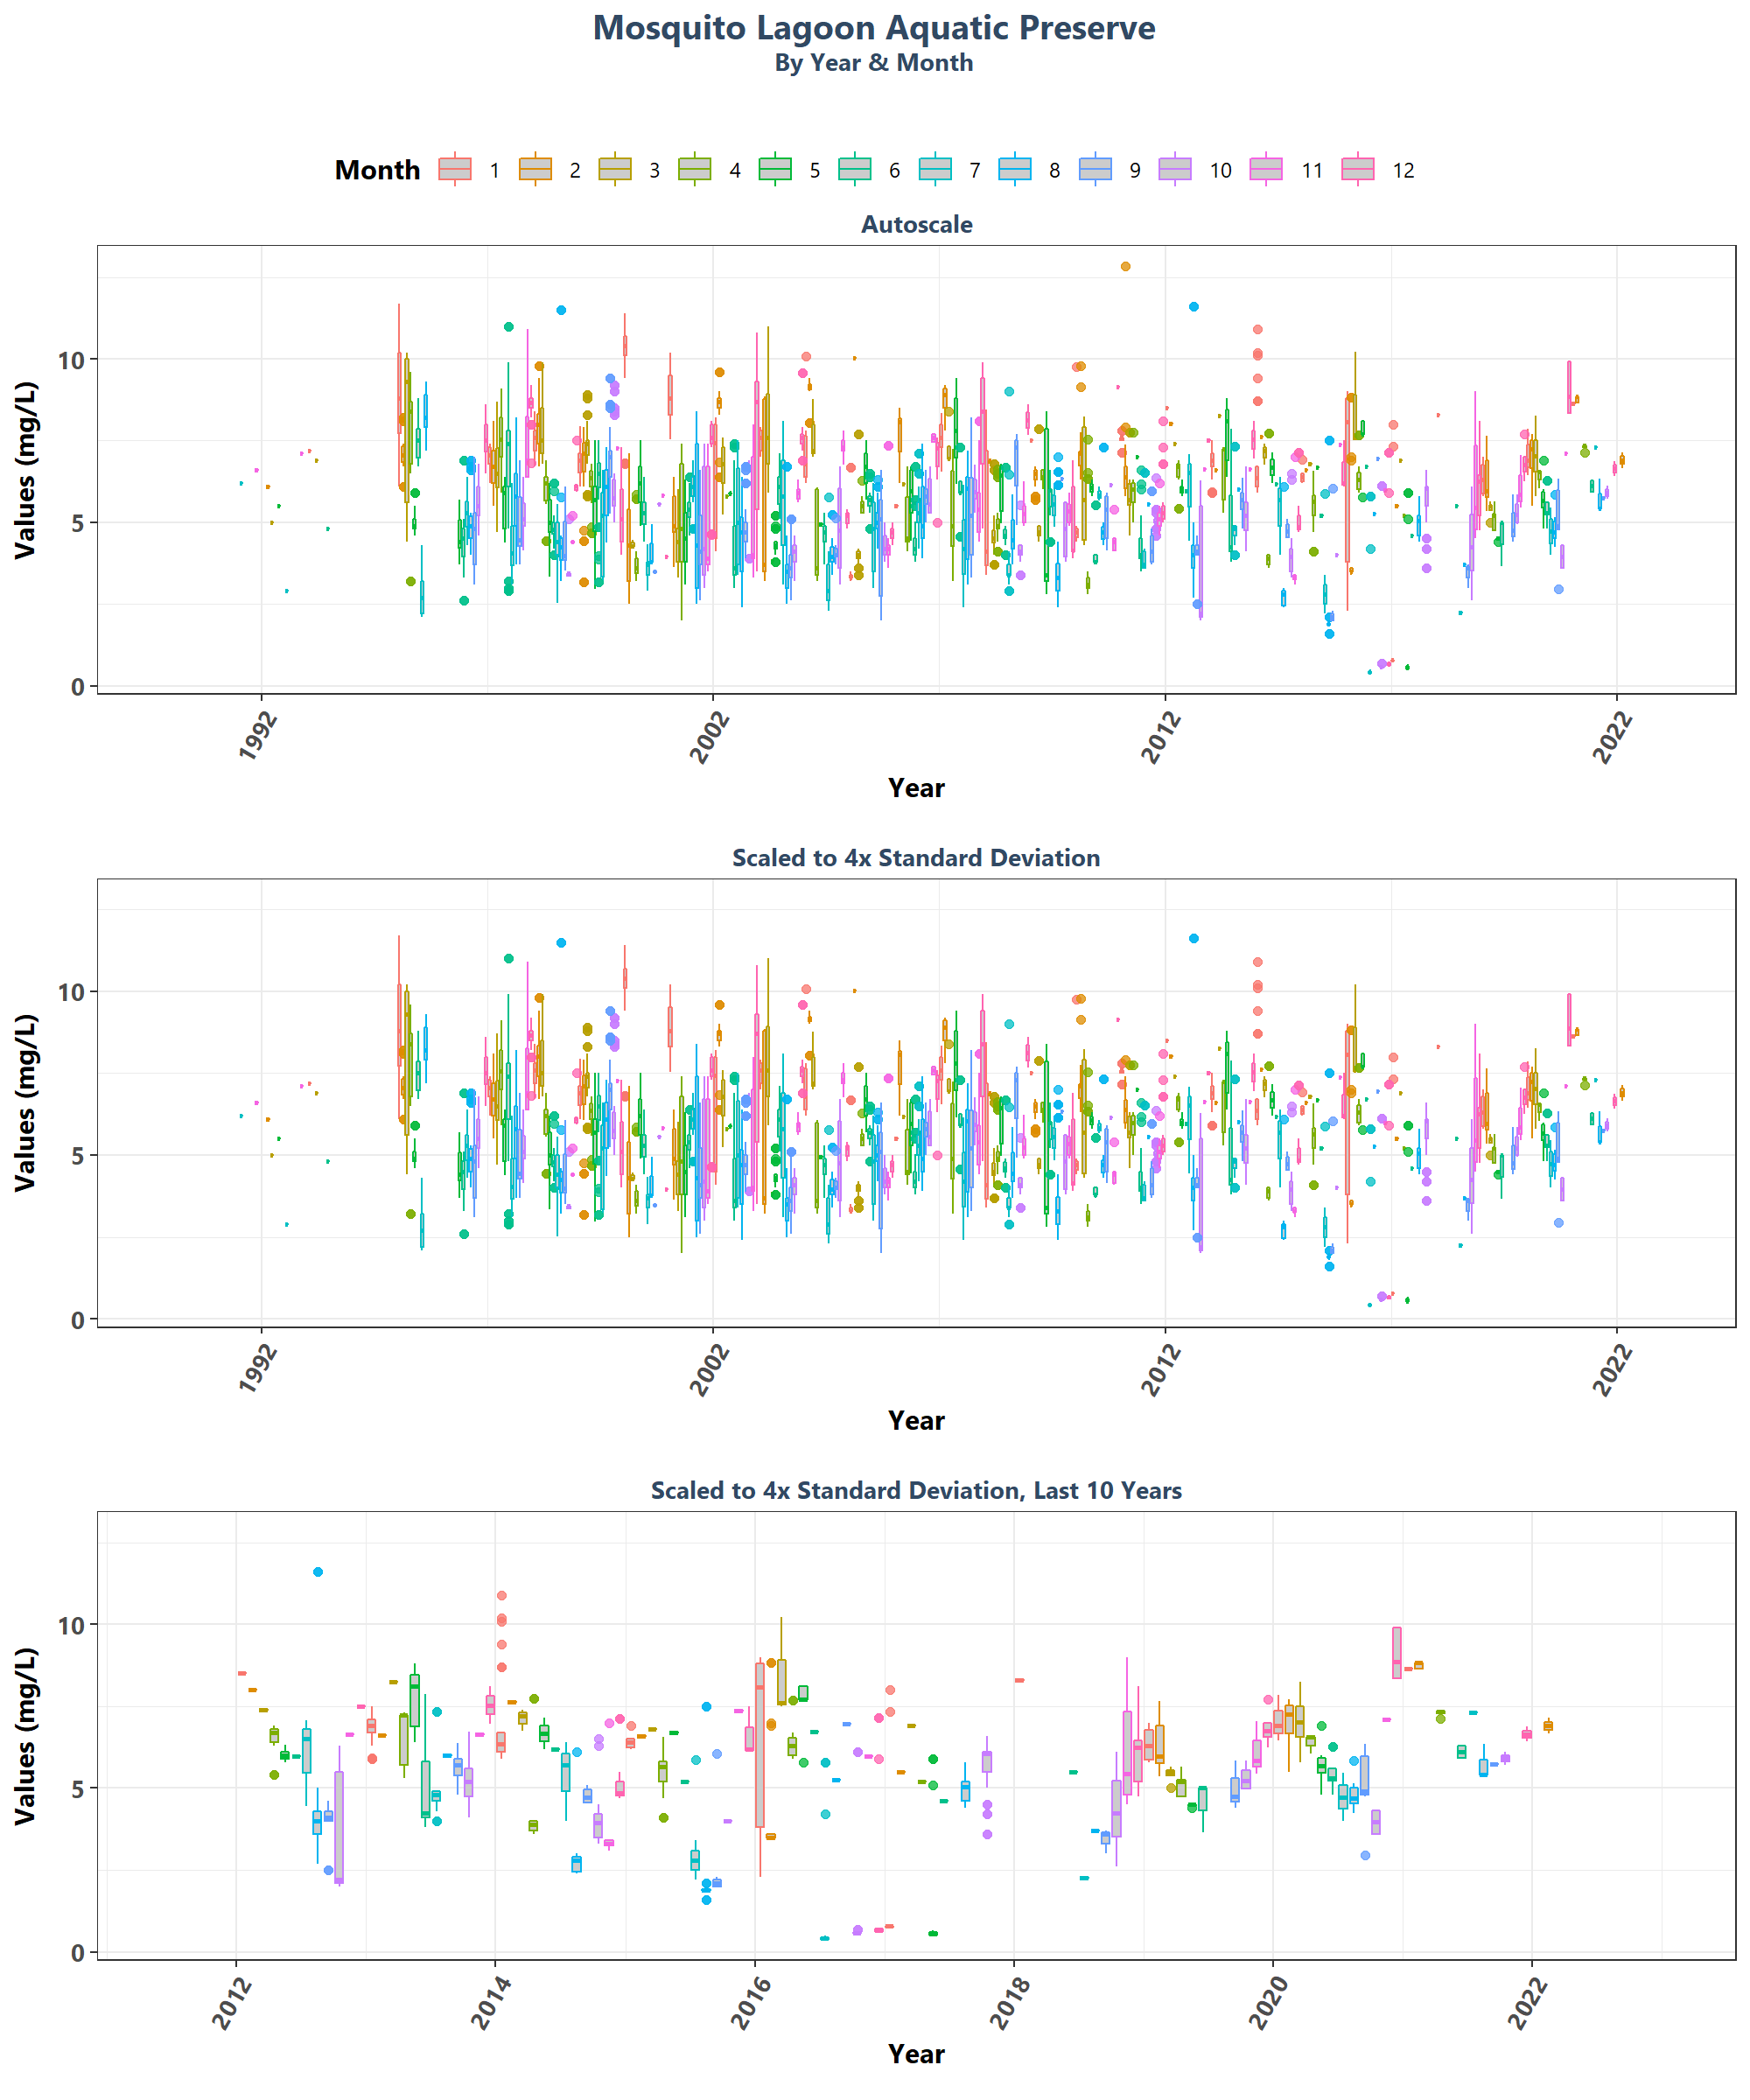 Mosquito Lagoon Aquatic Preserve
By Year & Month
Month 1 2 3 4 5 6 7 8 9 10 11 12
Autoscale
Values (mg/L)
10
5
0
1992 2002 2012 2022
Year
Scaled to 4x Standard Deviation
Values (mg/L)
10
5
0
1992 2002 2012 2022
Year
Scaled to 4x Standard Deviation, Last 10 Years
Values (mg/L)
10
5
0
2012 2014 2016 2018 2020 2022
Year